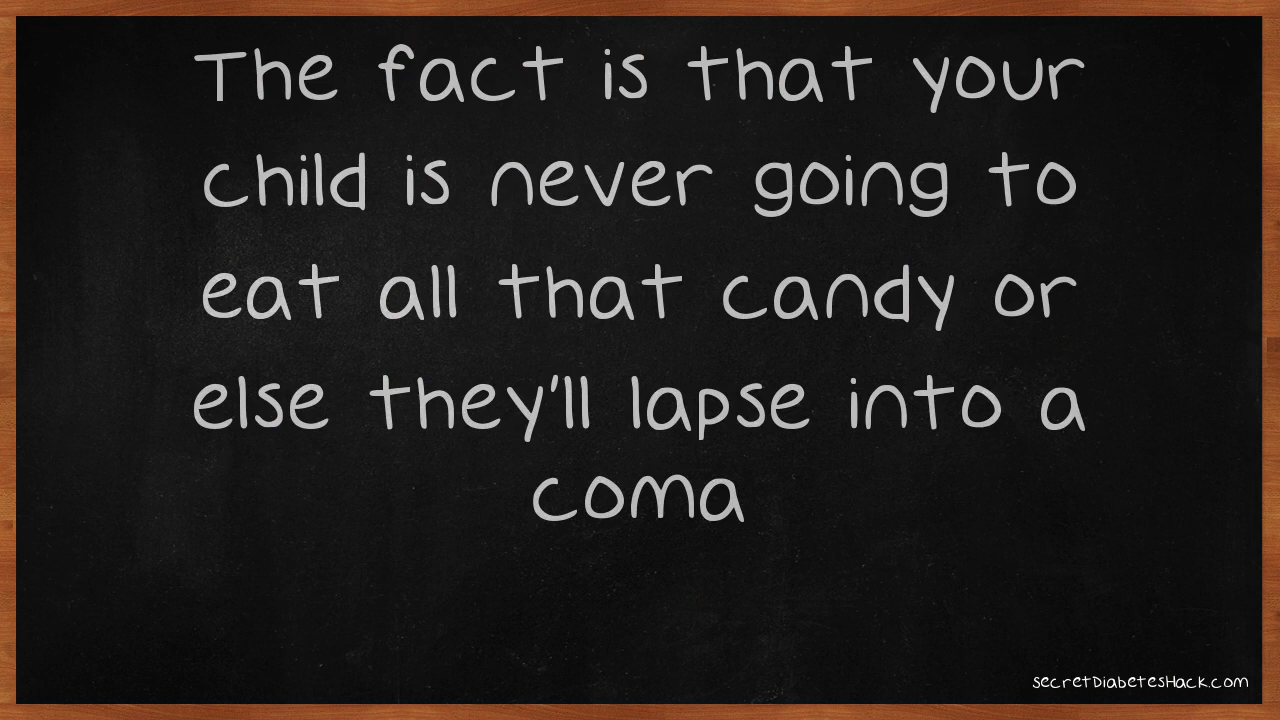 The fact is that your
child is never going to
eat all that candy or
else they'll lapse into a
coma
secretDiabetesHack.com